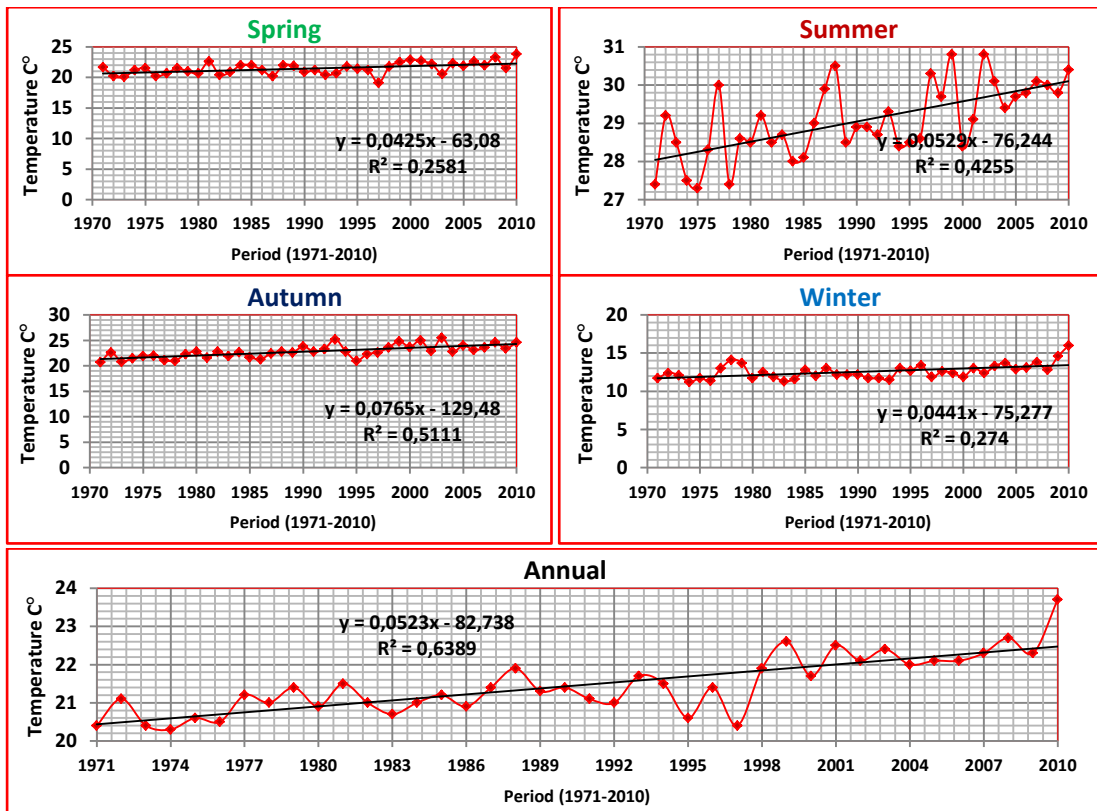 Spring
Temperature C°
25
20
15
10
5
0
y = 0,0425x - 63,08
R² = 0,2581
1970 1975 1980 1985 1990 1995 2000 2005 2010
Period (1971-2010)
Summer
Temperature C°
31
30
29
28
27
y = 0,0529x - 76,244
R² = 0,4255
1970 1975 1980 1985 1990 1995 2000 2005 2010
Period (1971-2010)
Autumn
Temperature C°
30
25
20
15
10
5
0
y = 0,0765x - 129,48
R² = 0,5111
1970 1975 1980 1985 1990 1995 2000 2005 2010
Period (1971-2010)
Winter
Temperature C°
20
15
10
5
0
y = 0,0441x - 75,277
R² = 0,274
1970 1975 1980 1985 1990 1995 2000 2005 2010
Period (1971-2010)
Annual
Temperature C°
24
23
22
21
20
y = 0,0523x - 82,738
R² = 0,6389
1971 1974 1977 1980 1983 1986 1989 1992 1995 1998 2001 2004 2007 2010
Period (1971-2010)